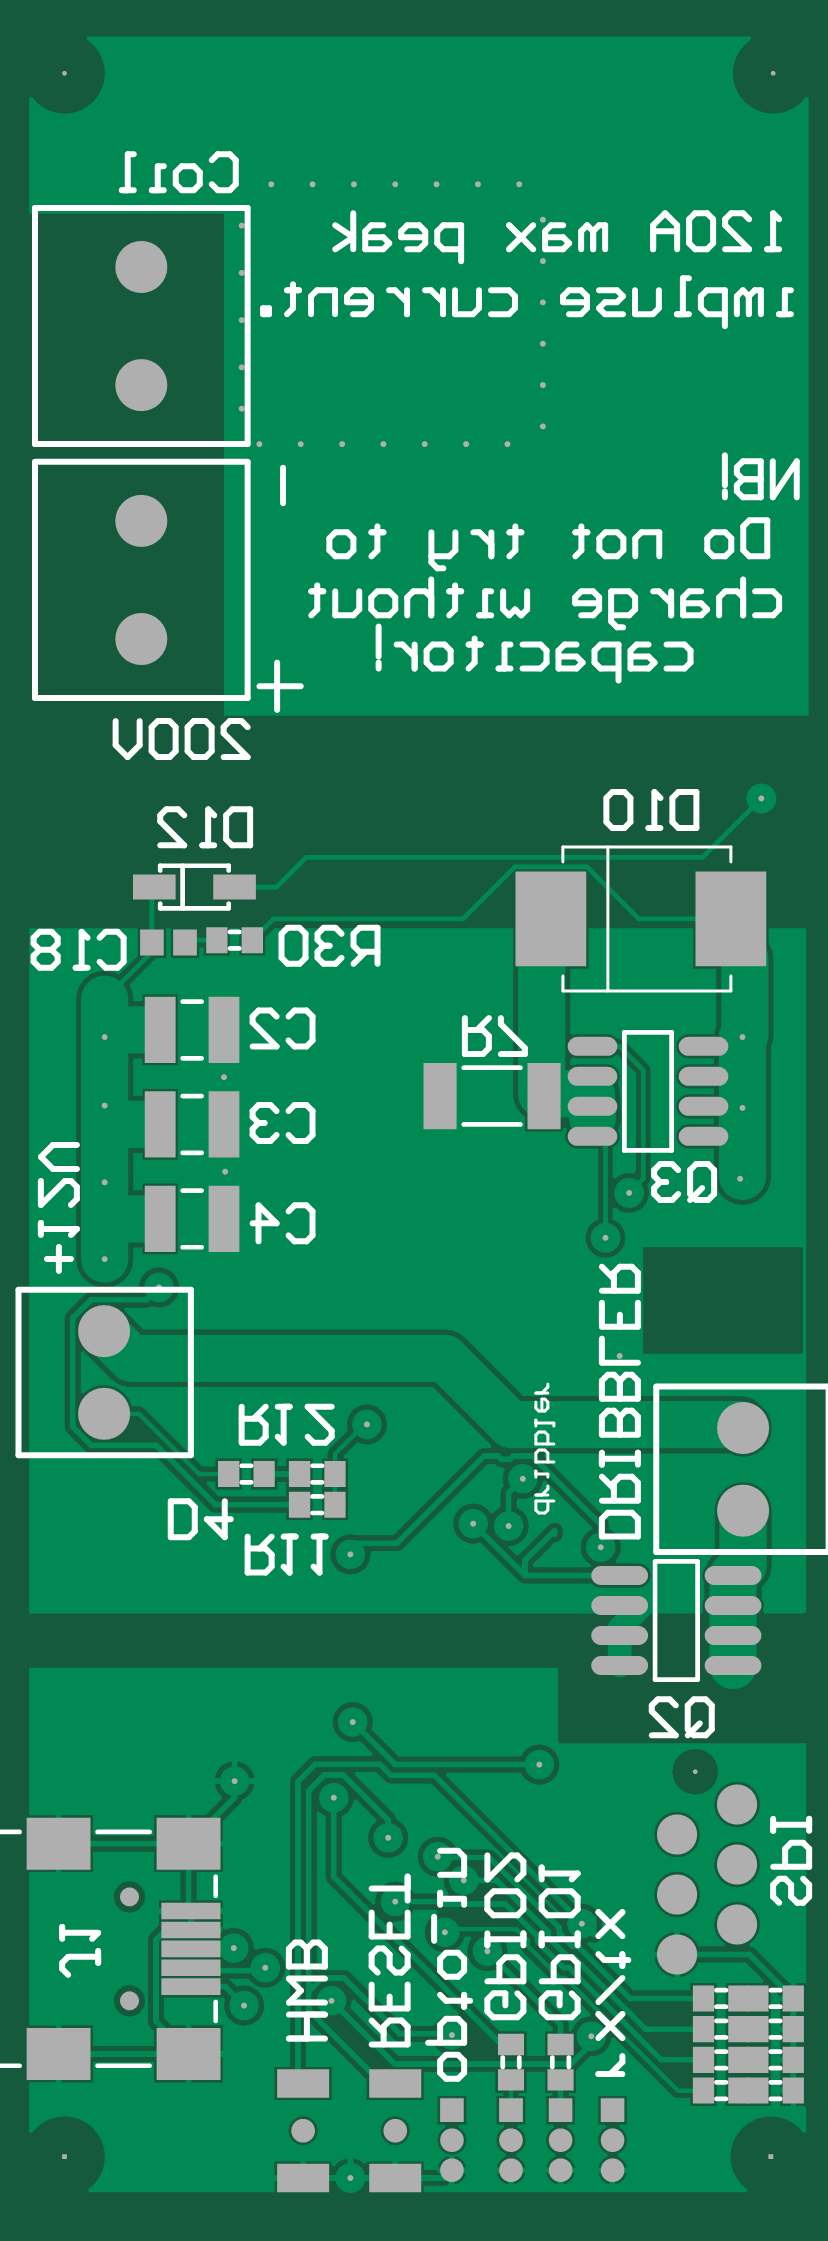 Coil
120A max peak
impluse current.
-
NB!
Do not try to
charge without
capacitor!
+
200V
D12
D10
C18
R30
C2
R7
C3
+12V
Q3
C4
DRIBBLER
dribbler
R12
D4
R11
Q2
SPI
J1
HMB
RESET
opto_in
GPIO2
GPIO1
rx/tx